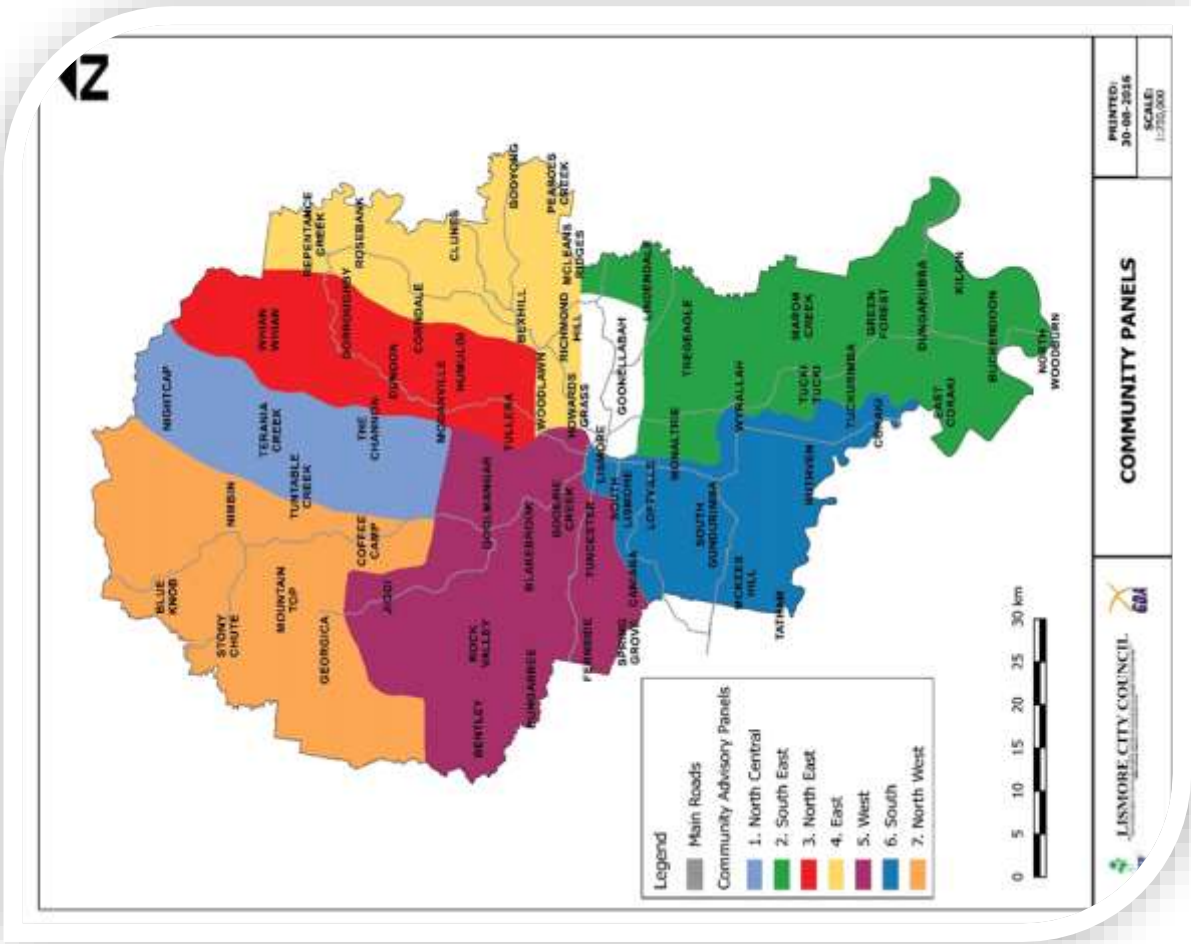 N
REPENTANCE
CREEK
ROSEBANK
CLUNES
BOOYONG
PEARCES
CREEK
MCLEANS
RIDGES
WHIAN
WHIAN
DORROUGHBY
CORNDALE
BEXHILL
RICHMOND
HILL
LINDENDALE
NIGHTCAP
DUNOON
NUMULGI
WOODLAWN
HOWARDS
GRASS
GOONELLABAH
TREGEAGLE
MAROM
CREEK
GREEN
FOREST
DUNGARUBBA
KILGIN
BUCKENDOON
NORTH
WOODBURN
TERANIA
CREEK
THE
CHANNON
MODANVILLE
TULLERA
LISMORE
MONALTRIE
WYRALLAH
TUCKI
TUCKI
TUCKURIMBA
CORAKI
EAST
CORAKI
NIMBIN
TUNTABLE
CREEK
COFFEE
CAMP
GOOLMANGAR
BLAKEBROOK
BOOERIE
CREEK
TUNCESTER
SOUTH
LISMORE
LOFTVILLE
SOUTH
GUNDURIMBA
RUTHVEN
BLUE
KNOB
STONY
CHUTE
MOUNTAIN
TOP
GEORGICA
JIGGI
ROCK
VALLEY
BENTLEY
BUNGABBEE
FERNSIDE
SPRING
GROVE
CANIABA
MCKEES
HILL
TATHAM
Legend
Main Roads
Community Advisory Panels
1. North Central
2. South East
3. North East
4. East
5. West
6. South
7. North West
0 5 10 15 20 25 30 km
LISMORE CITY COUNCIL
GDA
COMMUNITY PANELS
PRINTED:
30-08-2016
SCALE: